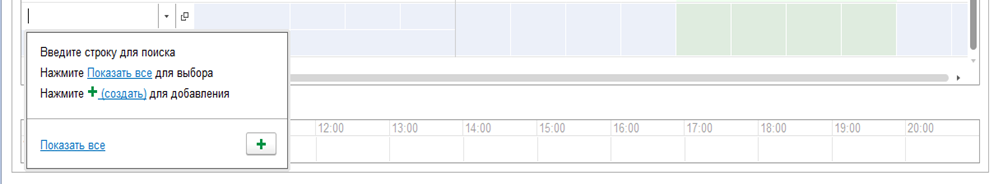 Введите строку для поиска
Нажмите Показать все для выбора
Нажмите + (создать) для добавления
12:00 13:00 14:00 15:00 16:00 17:00 18:00 19:00 20:00
Показать все